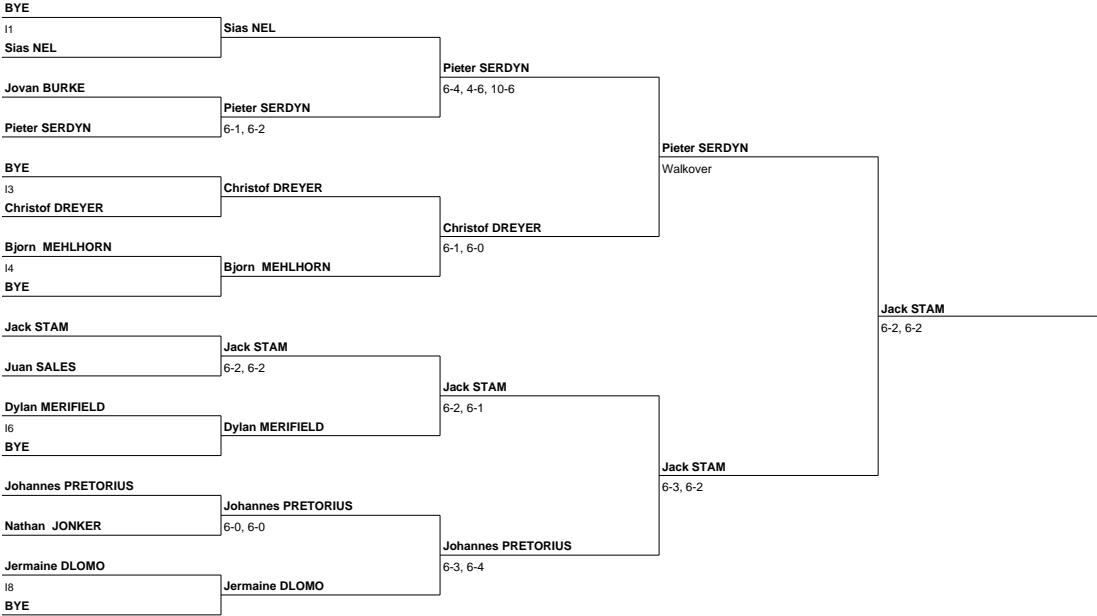 BYE
I1
Sias NEL
Jovan BURKE
Pieter SERDYN
BYE
I3
Christof DREYER
Bjorn  MEHLHORN
I4
BYE
Jack STAM
Juan SALES
Dylan MERIFIELD
I6
BYE
Johannes PRETORIUS
Nathan  JONKER
Jermaine DLOMO
I8
BYE
Sias NEL
Pieter SERDYN
6-1, 6-2
Christof DREYER
Bjorn  MEHLHORN
Jack STAM
6-2, 6-2
Dylan MERIFIELD
Johannes PRETORIUS
6-0, 6-0
Jermaine DLOMO
Pieter SERDYN
6-4, 4-6, 10-6
Christof DREYER
6-1, 6-0
Jack STAM
6-2, 6-1
Johannes PRETORIUS
6-3, 6-4
Pieter SERDYN
Walkover
Jack STAM
6-3, 6-2
Jack STAM
6-2, 6-2